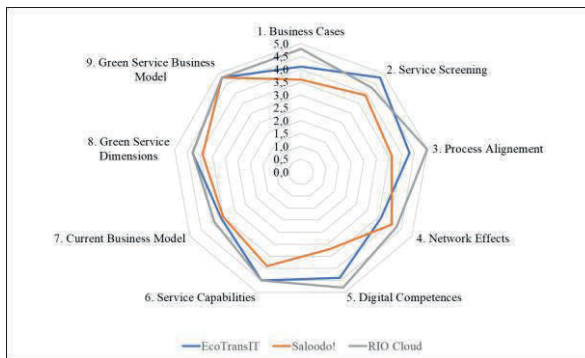 1. Business Cases
5,0
4,5
4,0
3,5
3,0
2,5
2,0
1,5
1,0
0,5
0,0
2. Service Screening
3. Process Alignement
4. Network Effects
5. Digital Competences
6. Service Capabilities
7. Current Business Model
8. Green Service
Dimensions
9. Green Service Business
Model
EcoTransIT
Saloodo!
RIO Cloud